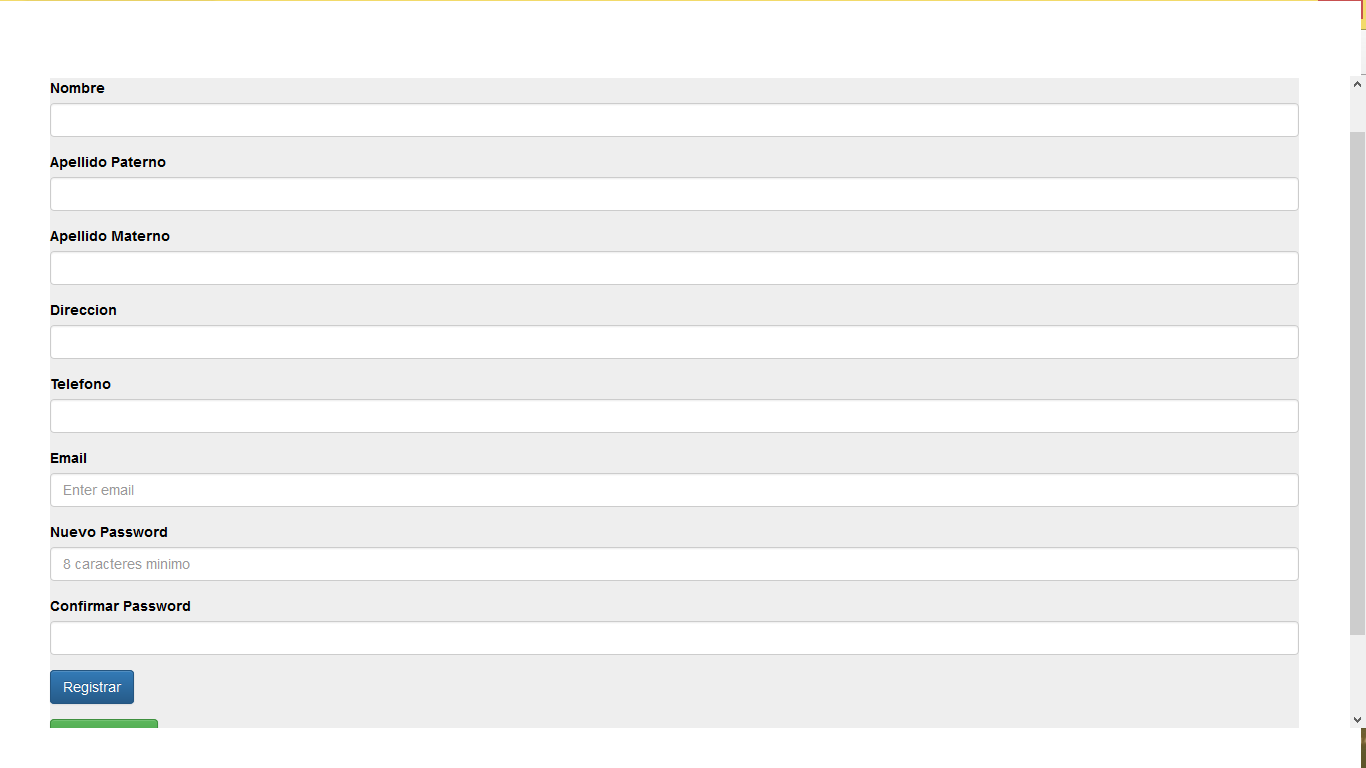 Nombre
Apellido Paterno
Apellido Materno
Direccion
Telefono
Email
Enter email
Nuevo Password
8 caracteres minimo
Confirmar Password
Registrar